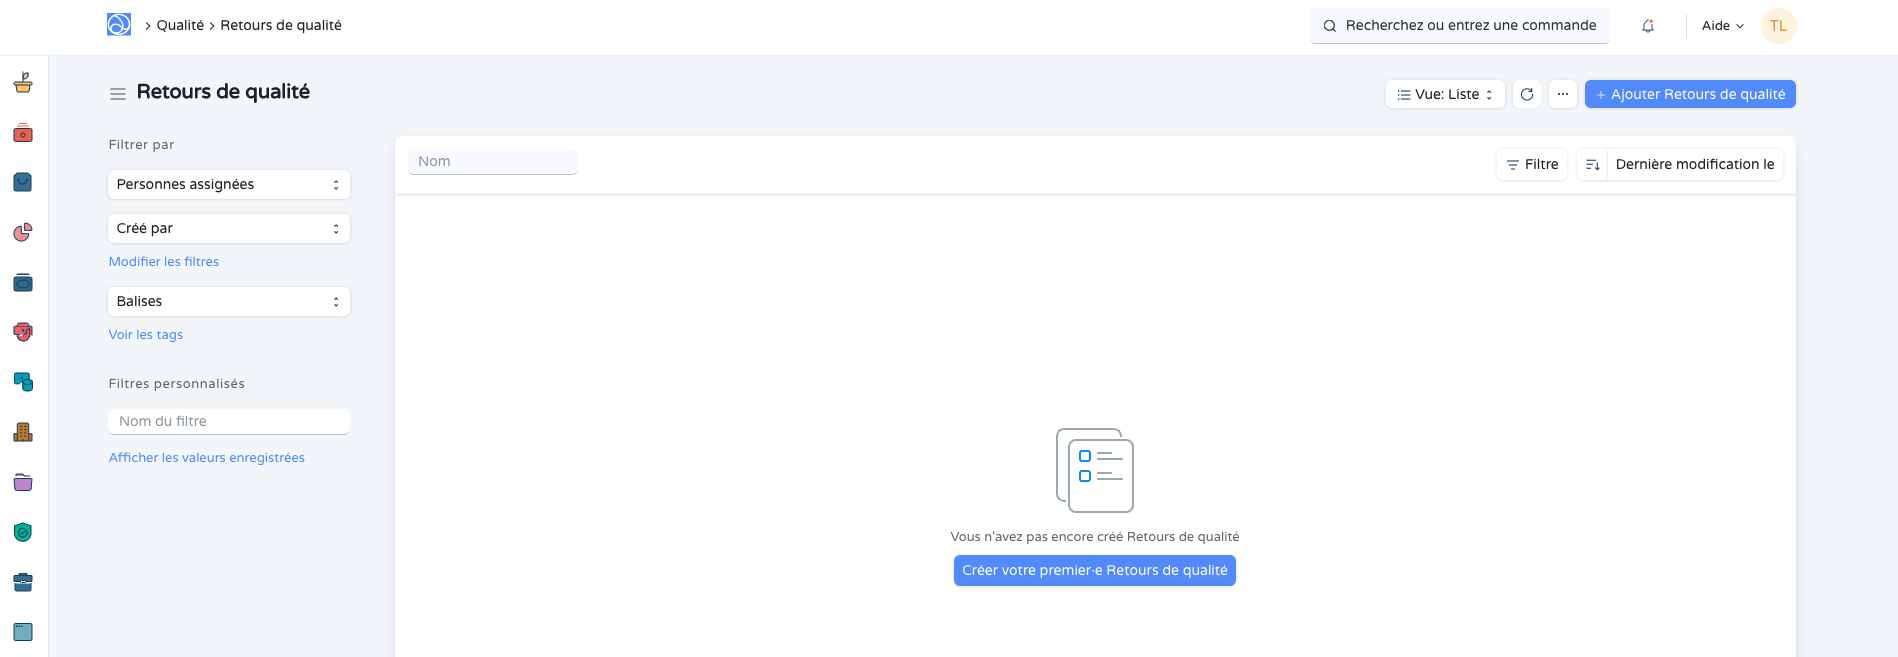 Qualité
Retours de qualité
Recherchez ou entrez une commande
Aide
TL
Retours de qualité
Vue: Liste
Ajouter Retours de qualité
Filtrer par
Personnes assignées
Créé par
Modifier les filtres
Balises
Voir les tags
Filtres personnalisés
Nom du filtre
Afficher les valeurs enregistrées
Nom
Filtre
Dernière modification le
Vous n'avez pas encore créé Retours de qualité
Créer votre premier·e Retours de qualité